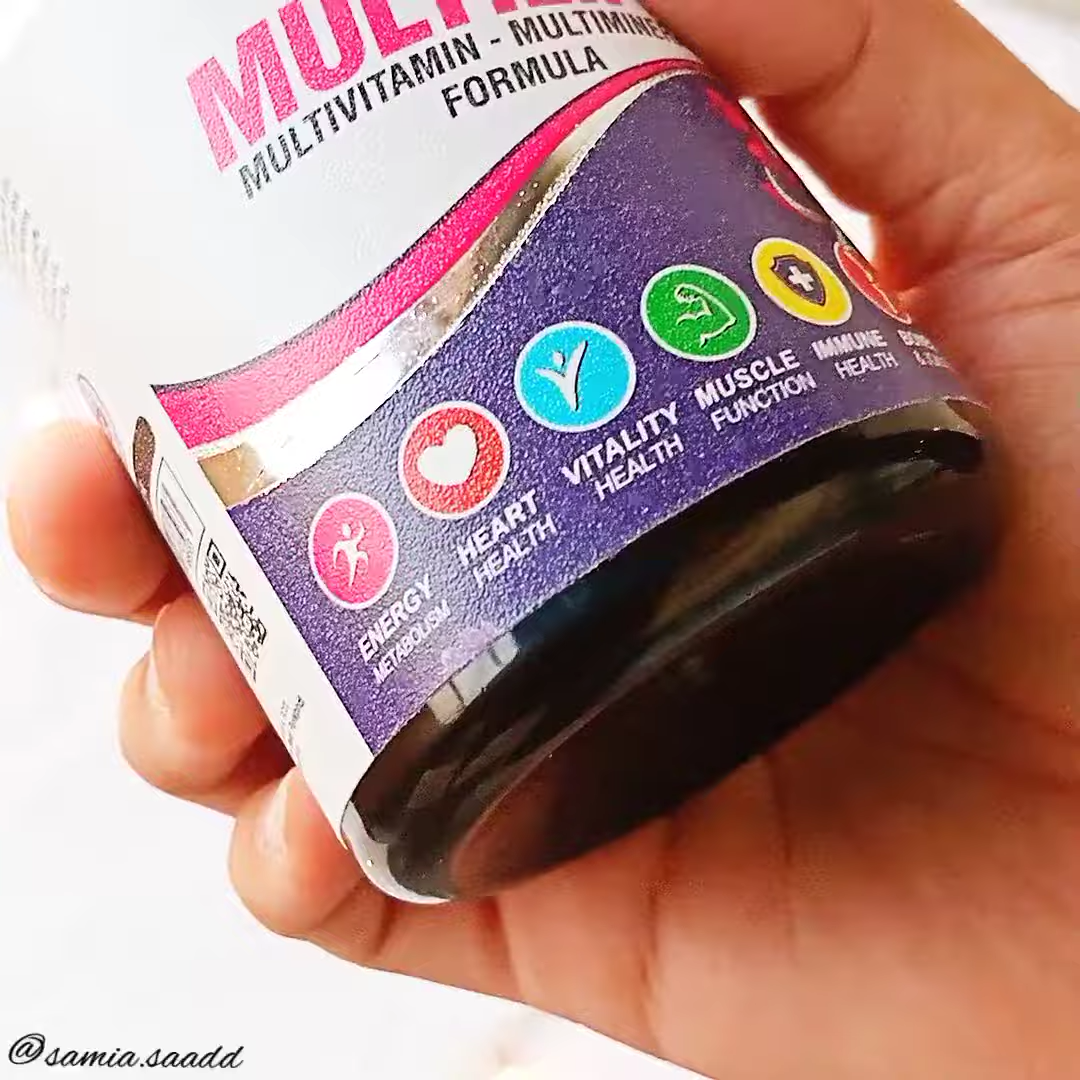 MULTIVITAMIN - MULTIMINE
FORMULA
ENERGY
METABOLISM
HEART
HEALTH
VITALITY
HEALTH
MUSCLE
FUNCTION
IMMUNE
HEALTH
@samia.saadd